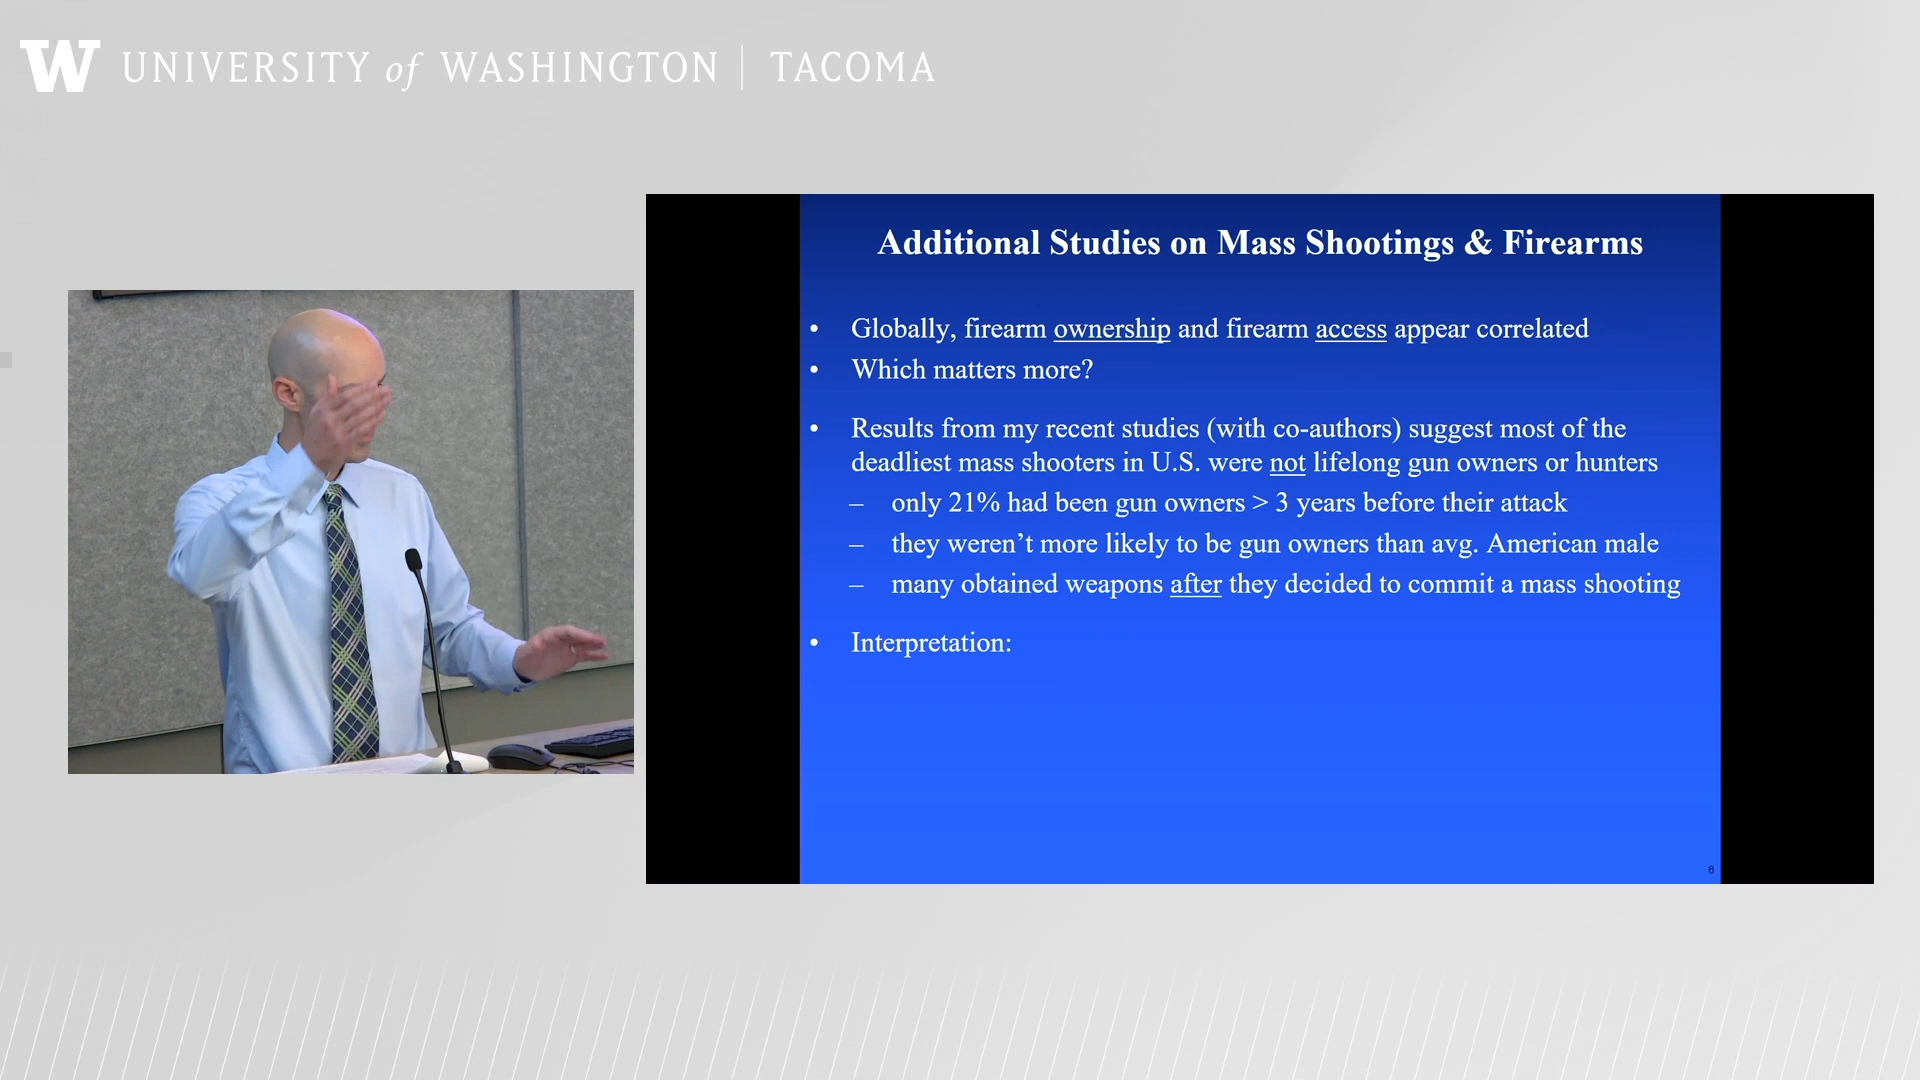 W UNIVERSITY of WASHINGTON | TACOMA
Additional Studies on Mass Shootings & Firearms
• Globally, firearm ownership and firearm access appear correlated
• Which matters more?
• Results from my recent studies (with co-authors) suggest most of the
deadliest mass shooters in U.S. were not lifelong gun owners or hunters
– only 21% had been gun owners > 3 years before their attack
– they weren’t more likely to be gun owners than avg. American male
– many obtained weapons after they decided to commit a mass shooting
• Interpretation:
6